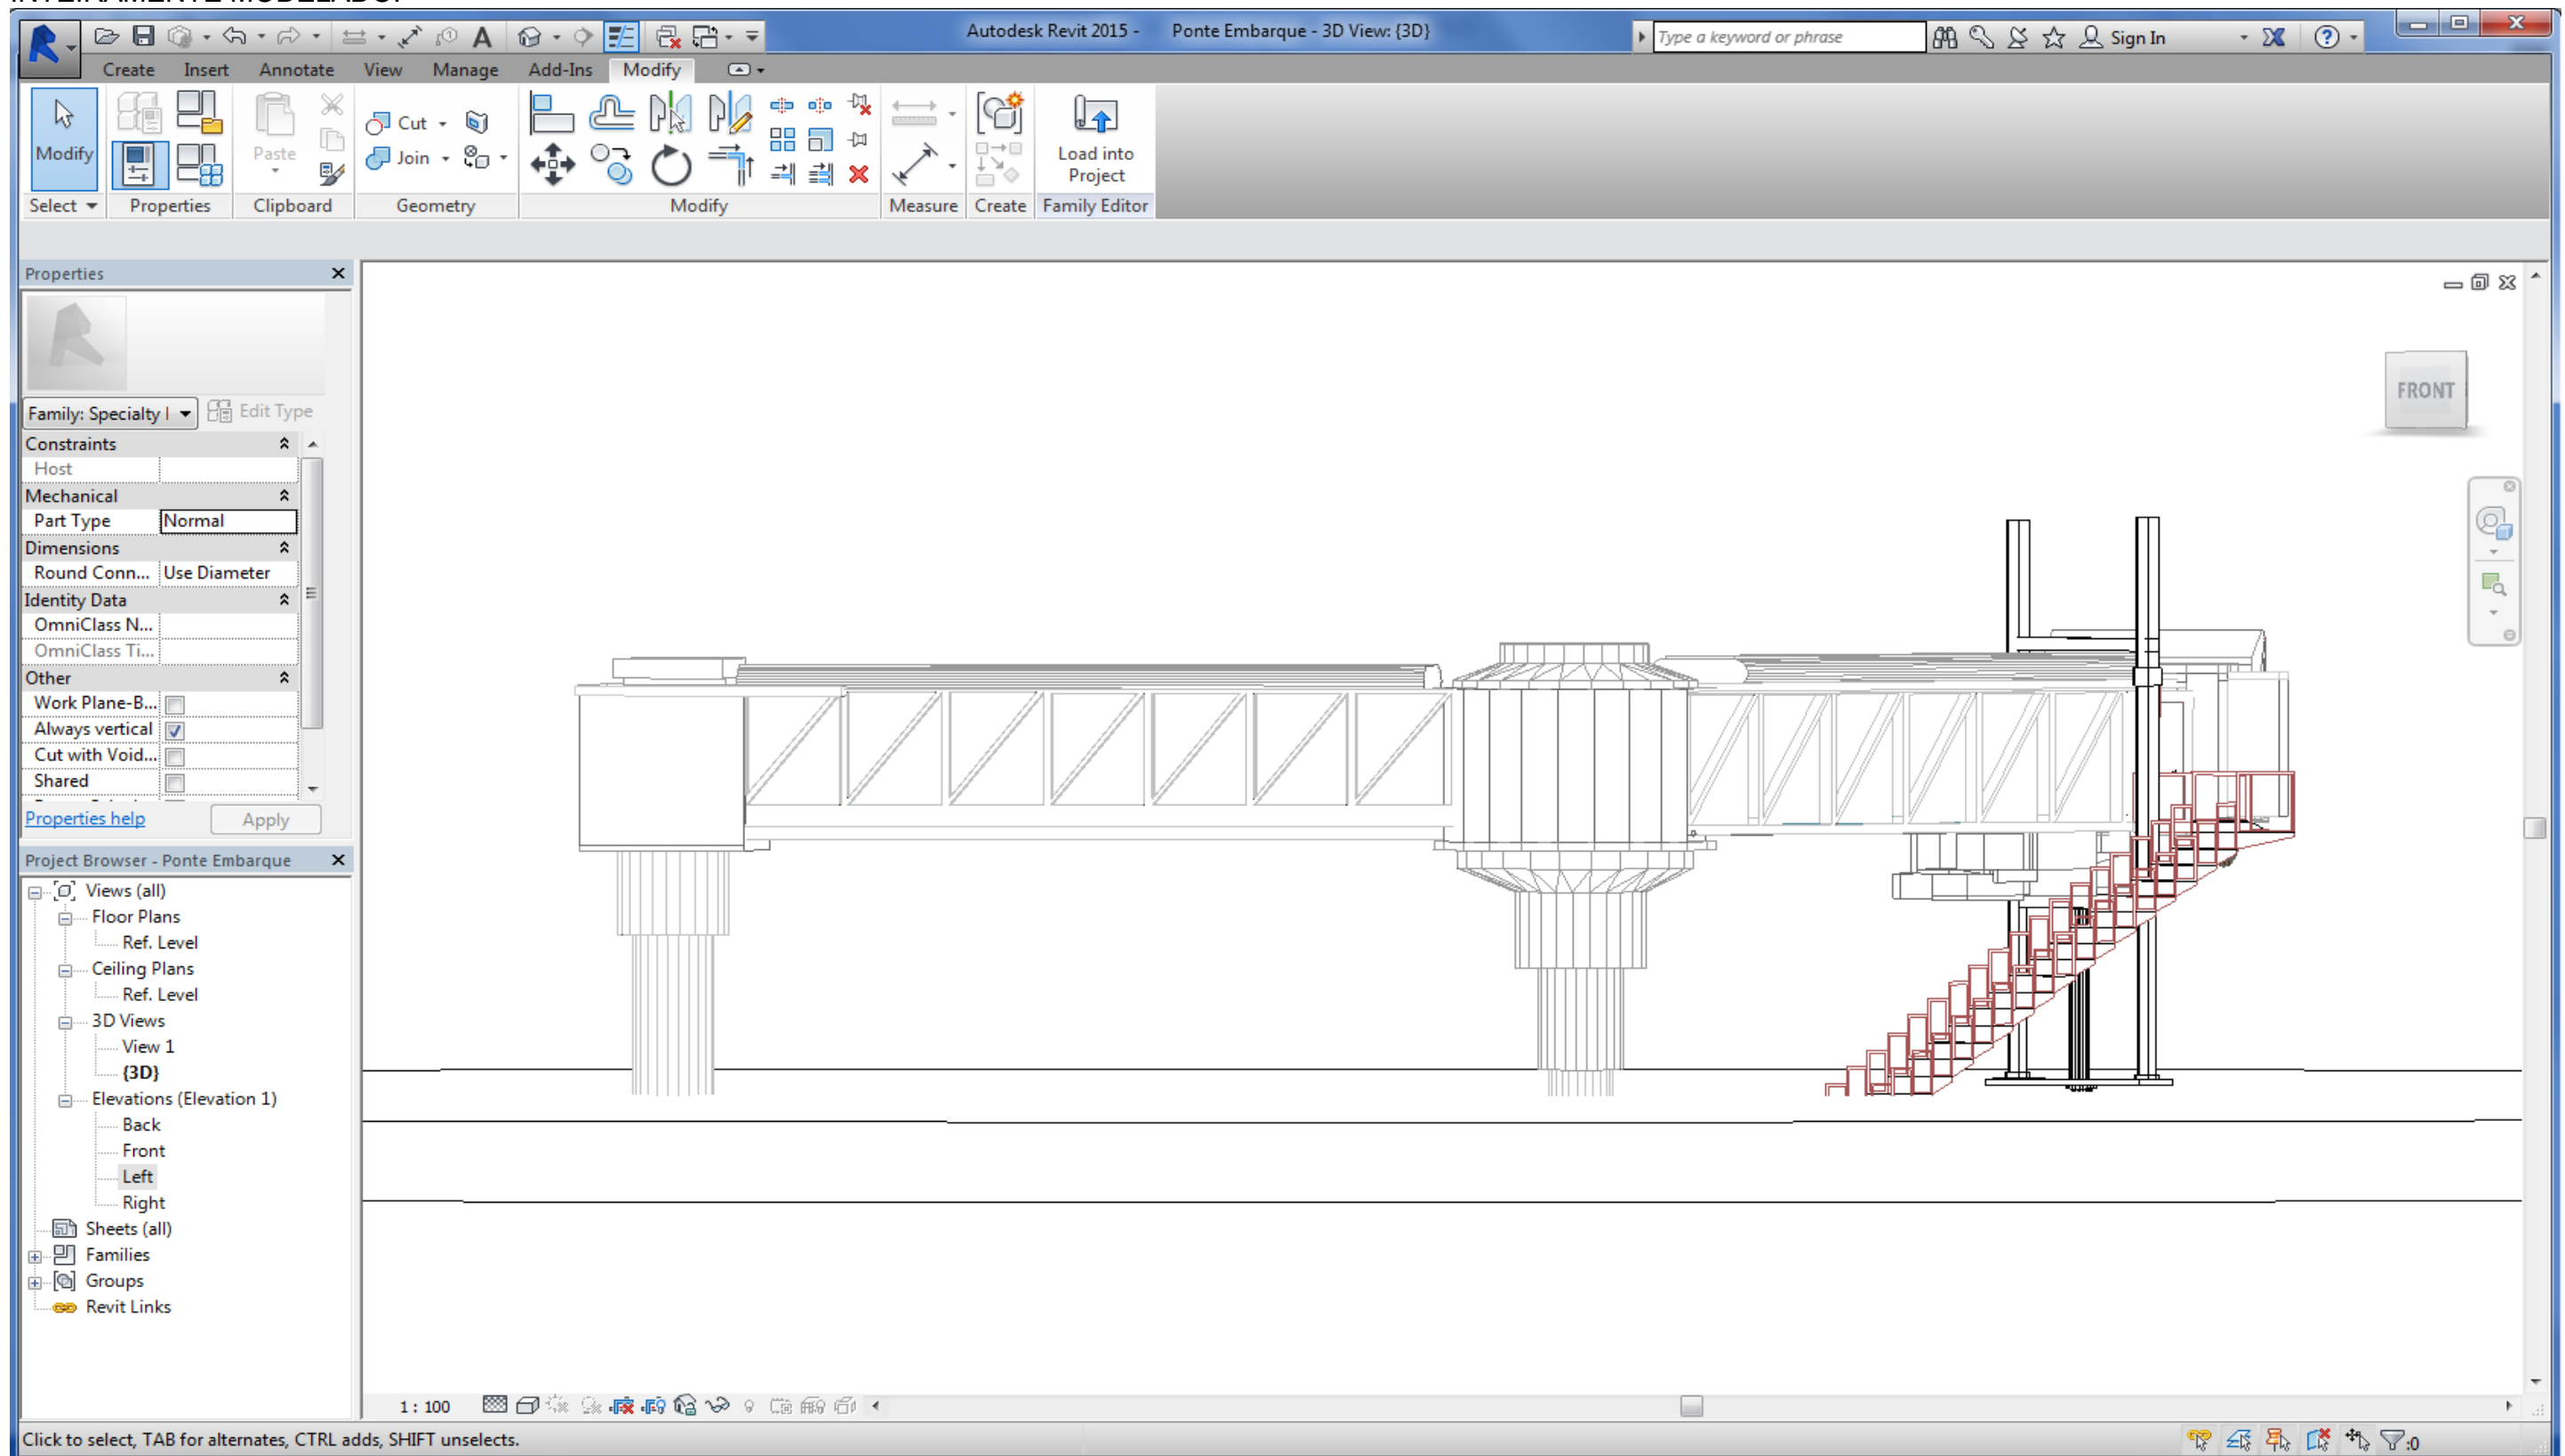 INTEIRAMENTE MODELADO.
Autodesk Revit 2015 - Ponte Embarque - 3D View: {3D}
Type a keyword or phrase
Sign In
Create Insert Annotate View Manage Add-Ins Modify
Modify
Paste
Cut
Join
Load into
Project
Select Properties Clipboard Geometry Modify Measure Create Family Editor
Properties
Family: Specialty
Edit Type
Constraints
Host
Mechanical
Part Type Normal
Dimensions
Round Conn... Use Diameter
Identity Data
OmniClass N...
OmniClass Ti...
Other
Work Plane-B...
Always vertical
Cut with Void...
Shared
Properties help Apply
Project Browser - Ponte Embarque
Views (all)
Floor Plans
Ref. Level
Ceiling Plans
Ref. Level
3D Views
View 1
{3D}
Elevations (Elevation 1)
Back
Front
Left
Right
Sheets (all)
Families
Groups
Revit Links
FRONT
1 : 100
Click to select, TAB for alternates, CTRL adds, SHIFT unselects.
:0